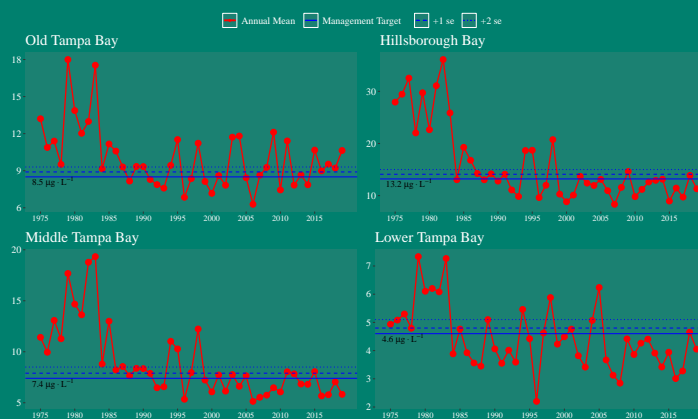 Annual Mean Management Target +1 se +2 se
Old Tampa Bay Hillsborough Bay
18
15
12
9
6
8.5 μg · L⁻¹
1975 1980 1985 1990 1995 2000 2005 2010 2015
30
20
10
13.2 μg · L⁻¹
1975 1980 1985 1990 1995 2000 2005 2010 2015
Middle Tampa Bay Lower Tampa Bay
20
15
10
5
7.4 μg · L⁻¹
1975 1980 1985 1990 1995 2000 2005 2010 2015
7
6
5
4
3
2
4.6 μg · L⁻¹
1975 1980 1985 1990 1995 2000 2005 2010 2015